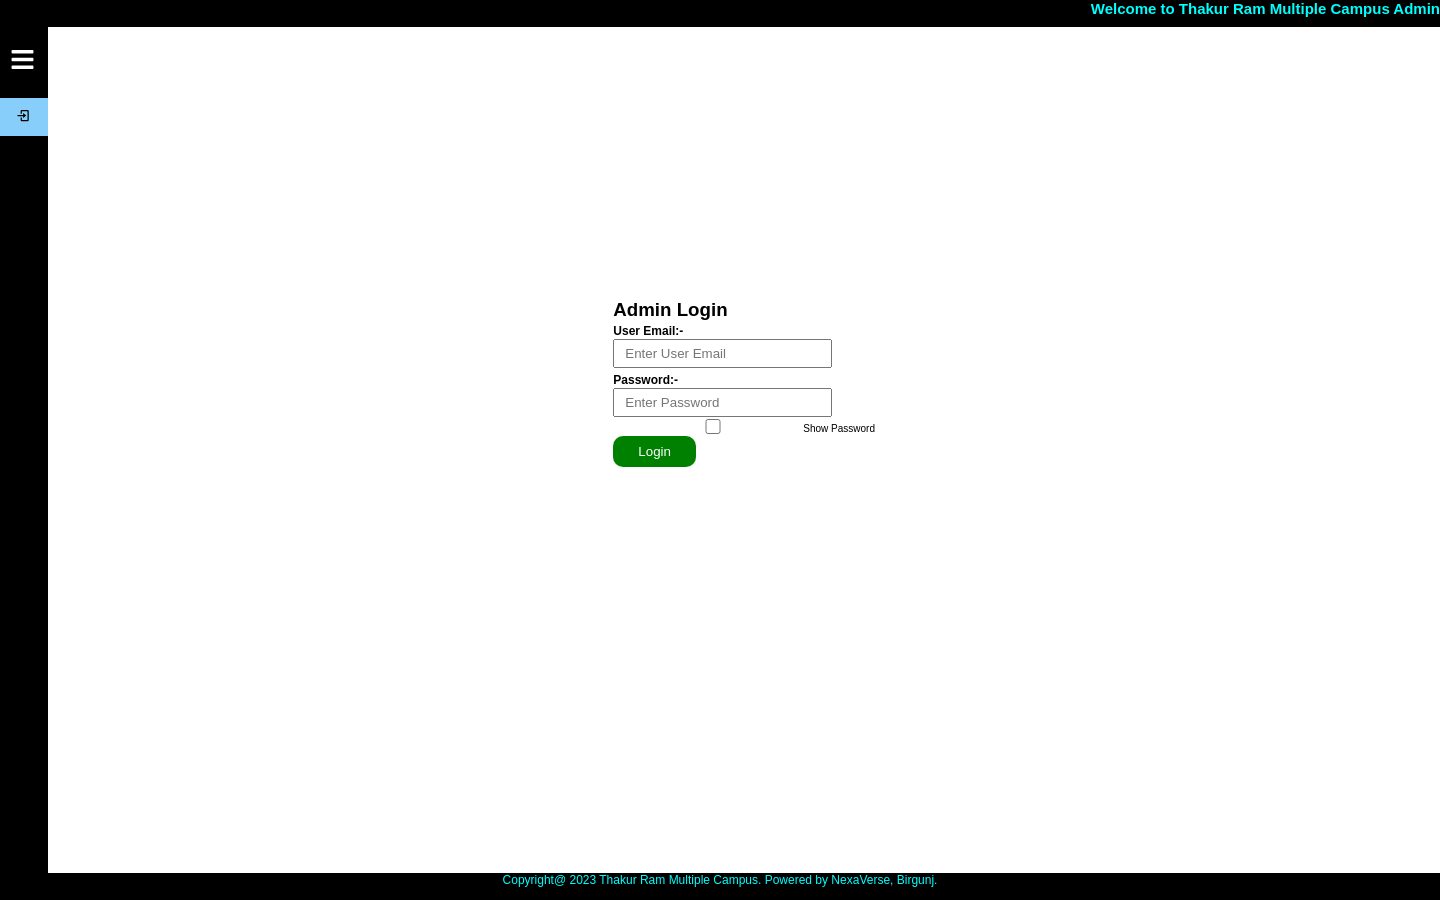 Welcome to Thakur Ram Multiple Campus Admin
Admin Login
User Email:-
Enter User Email
Password:-
Enter Password
Show Password
Login
Copyright@ 2023 Thakur Ram Multiple Campus. Powered by NexaVerse, Birgunj.